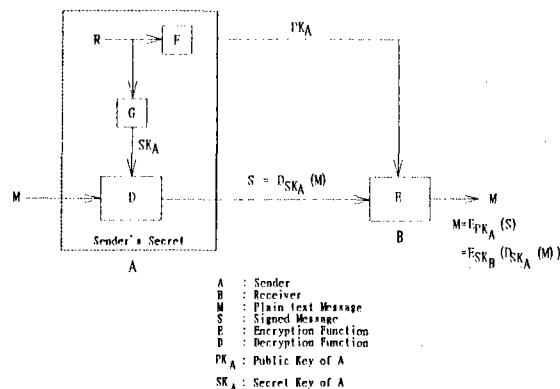 R F PK_A
G
SK_A
M D S = D_SK_A (M) E M
Sender's Secret B M=E_PK_A (S)
A =E_SK_B (D_SK_A (M))
A : Sender
B : Receiver
M : Plain text Message
S : Signed Message
E : Encryption Function
D : Decryption Function
PK_A : Public Key of A
SK_A : Secret Key of A